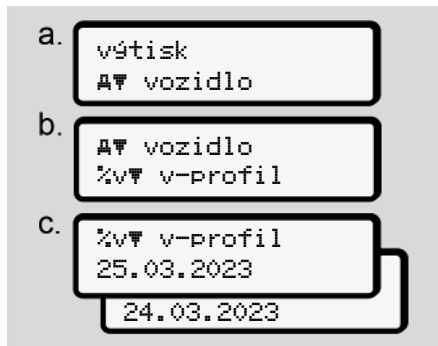 a.
výtisk
vozidlo
b.
vozidlo
%v▼ v-profil
c.
%v▼ v-profil
25.03.2023
24.03.2023